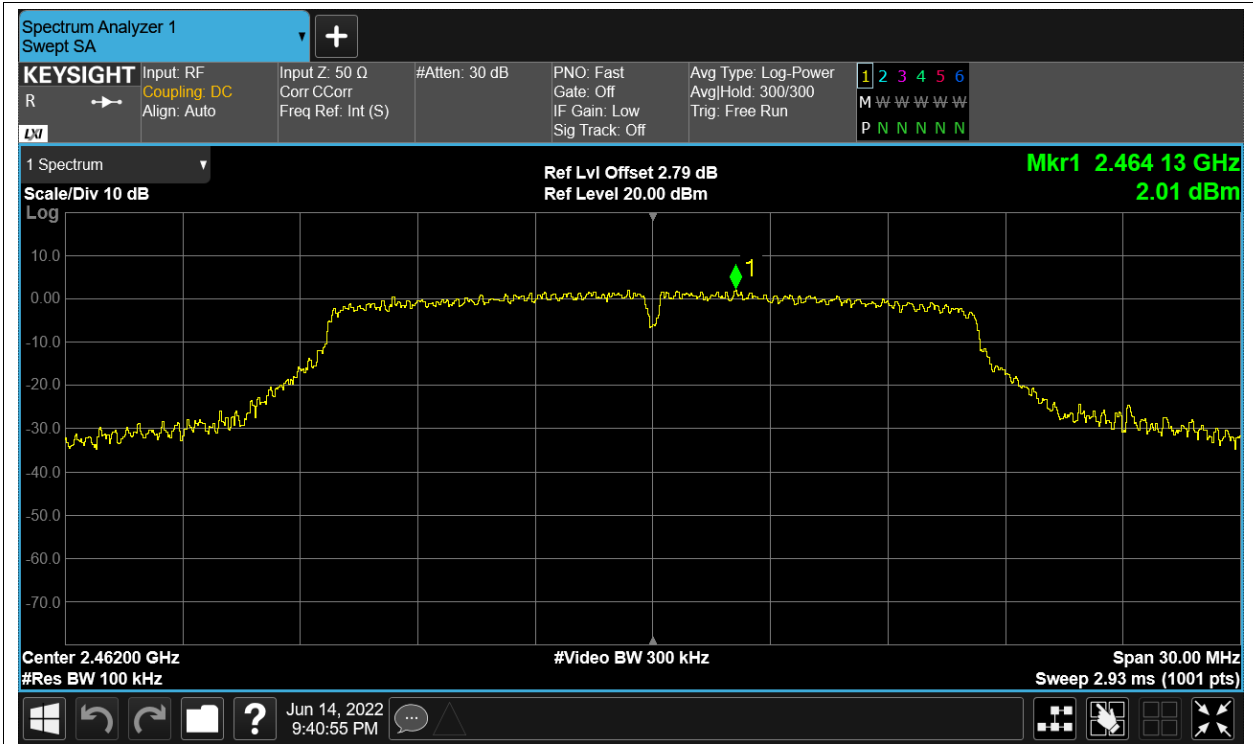 Spectrum Analyzer 1
Swept SA
KEYSIGHT
R
LXI
Input: RF
Coupling: DC
Align: Auto
Input Z: 50 Ω
Corr CCorr
Freq Ref: Int (S)
#Atten: 30 dB
PNO: Fast
Gate: Off
IF Gain: Low
Sig Track: Off
Avg Type: Log-Power
Avg|Hold: 300/300
Trig: Free Run
1 2 3 4 5 6
M W W W W W
P N N N N N
1 Spectrum
Scale/Div 10 dB
Ref Lvl Offset 2.79 dB
Ref Level 20.00 dBm
Mkr1 2.464 13 GHz
2.01 dBm
Log
10.0
0.00
-10.0
-20.0
-30.0
-40.0
-50.0
-60.0
-70.0
1
Center 2.46200 GHz
#Res BW 100 kHz
#Video BW 300 kHz
Span 30.00 MHz
Sweep 2.93 ms (1001 pts)
?
Jun 14, 2022
9:40:55 PM